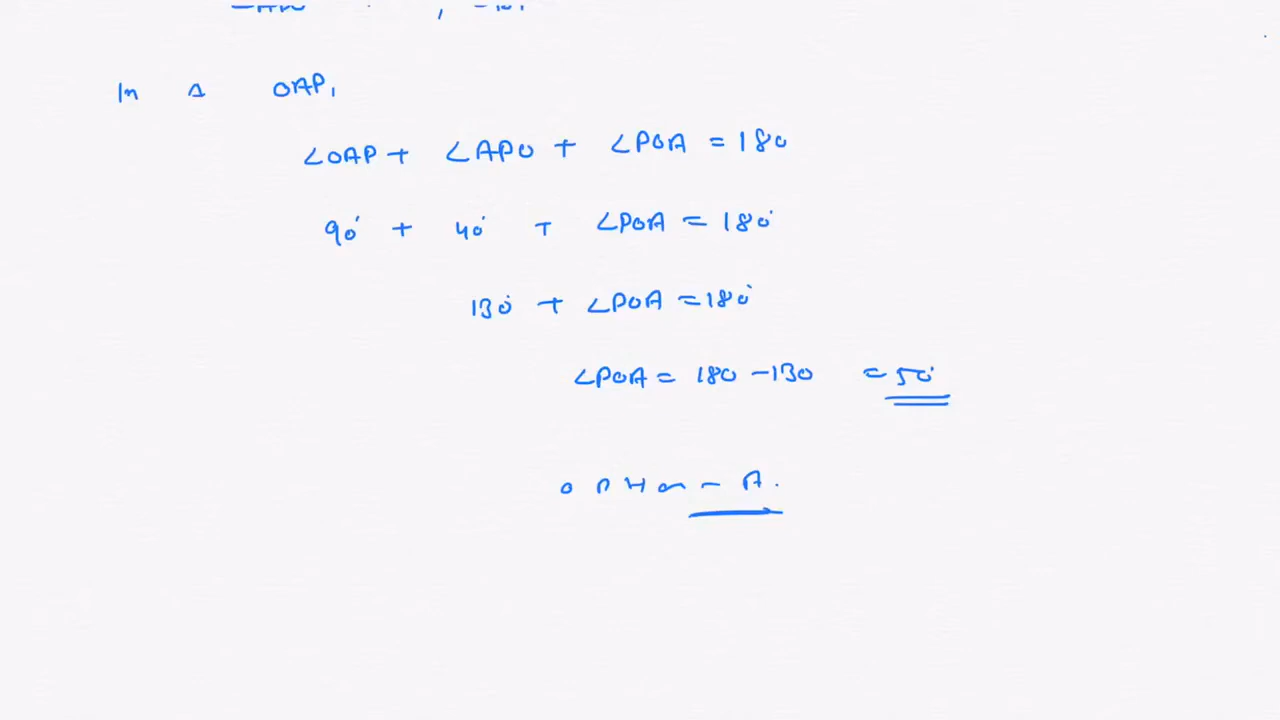 In a OAP,
∠OAP + ∠APO + ∠POA = 180
90° + 40° + ∠POA = 180°
130° + ∠POA = 180°
∠POA = 180 - 130 = 50°
option - A.